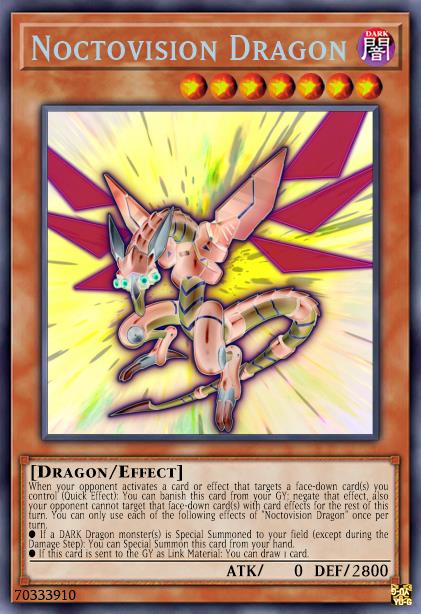 NOCTOVISION DRAGON
DARK
闇
[DRAGON/EFFECT]
When your opponent activates a card or effect that targets a face-down card(s) you
control (Quick Effect): You can banish this card from your GY; negate that effect, also
your opponent cannot target that face-down card(s) with card effects for the rest of this
turn. You can only use each of the following effects of "Noctovision Dragon" once per
turn.
● If a DARK Dragon monster(s) is Special Summoned to your field (except during the
Damage Step): You can Special Summon this card from your hand.
● If this card is sent to the GY as Link Material: You can draw 1 card.
ATK/ 0 DEF/2800
70333910